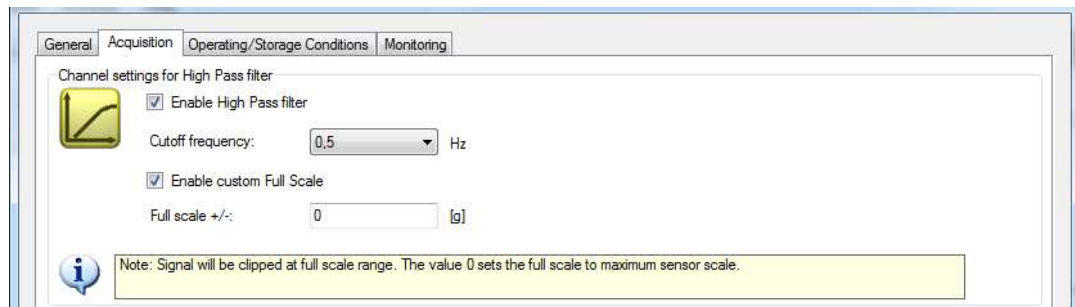 General Acquisition Operating/Storage Conditions Monitoring
Channel settings for High Pass filter
Enable High Pass filter
Cutoff frequency: 0,5 Hz
Enable custom Full Scale
Full scale +/-: 0 [g]
Note: Signal will be clipped at full scale range. The value 0 sets the full scale to maximum sensor scale.